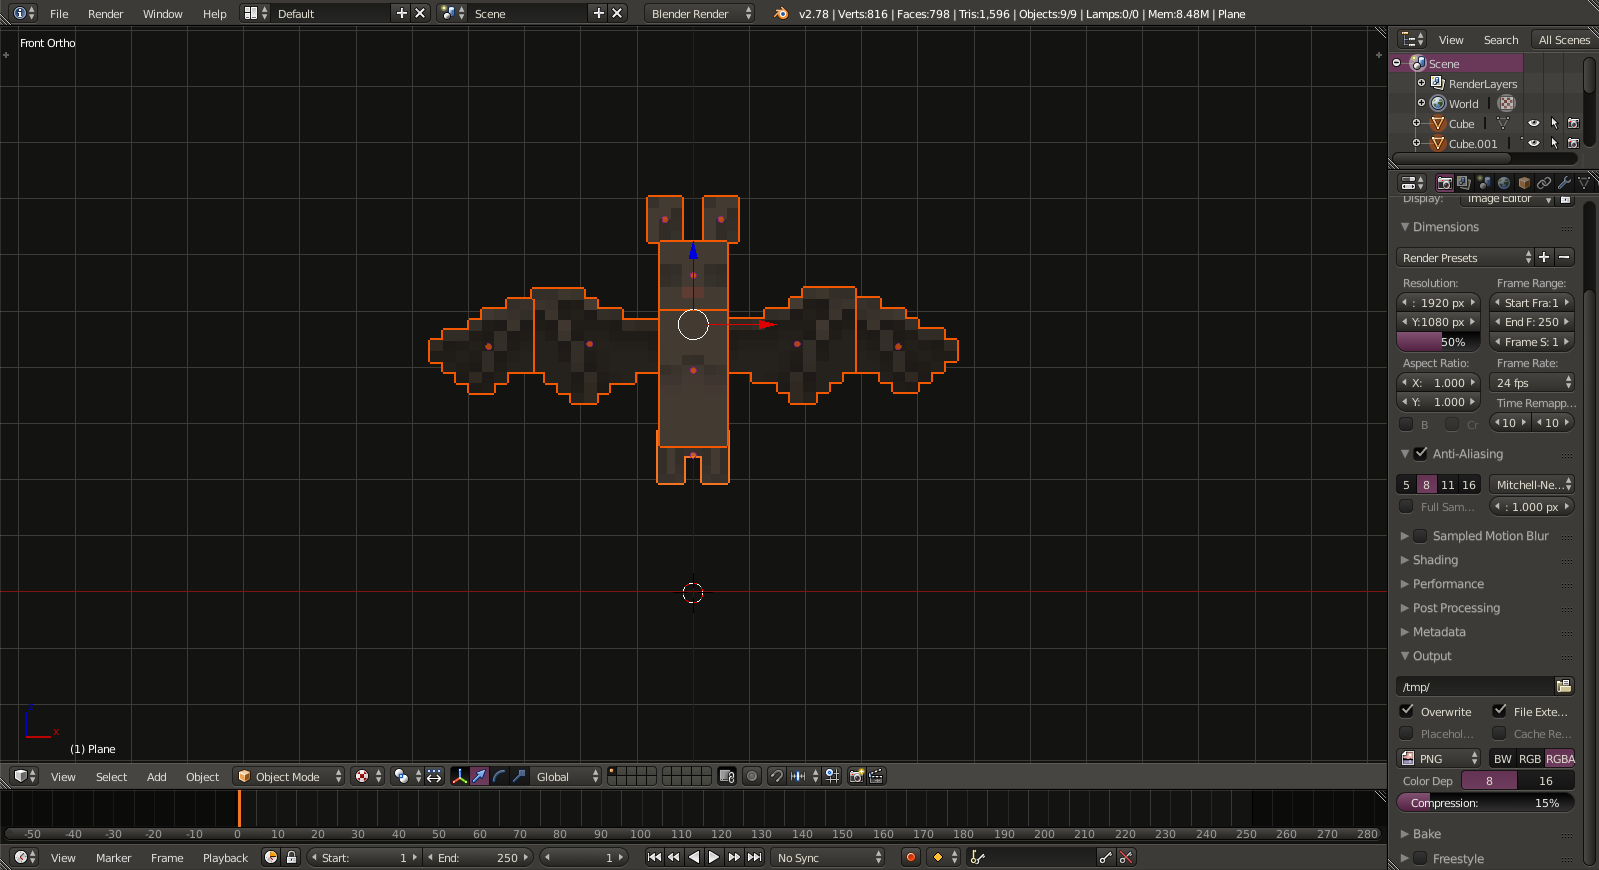 File Render Window Help Default Scene Blender Render v2.78 | Verts:816 | Faces:798 | Tris:1,596 | Objects:9/9 | Lamps:0/0 | Mem:8.48M | Plane
Front Ortho
View Search All Scenes
Scene
RenderLayers
World
Cube
Cube.001
Display: Image Editor
Dimensions
Render Presets
Resolution: Frame Range:
: 1920 px Start Fra:1
Y:1080 px End F: 250
50% Frame S: 1
Aspect Ratio: Frame Rate:
X: 1.000 24 fps
Y: 1.000 Time Remapp...
B Cr 10 10
Anti-Aliasing
5 8 11 16 Mitchell-Ne...
Full Sam... : 1.000 px
Sampled Motion Blur
Shading
Performance
Post Processing
Metadata
Output
/tmp/
Overwrite File Exte...
Placehol... Cache Re...
PNG BW RGB RGBA
Color Dep 8 16
Compression: 15%
Bake
Freestyle
x
(1) Plane
View Select Add Object Object Mode Global
-50 -40 -30 -20 -10 0 10 20 30 40 50 60 70 80 90 100 110 120 130 140 150 160 170 180 190 200 210 220 230 240 250 260 270 280
View Marker Frame Playback Start: 1 End: 250 1 No Sync